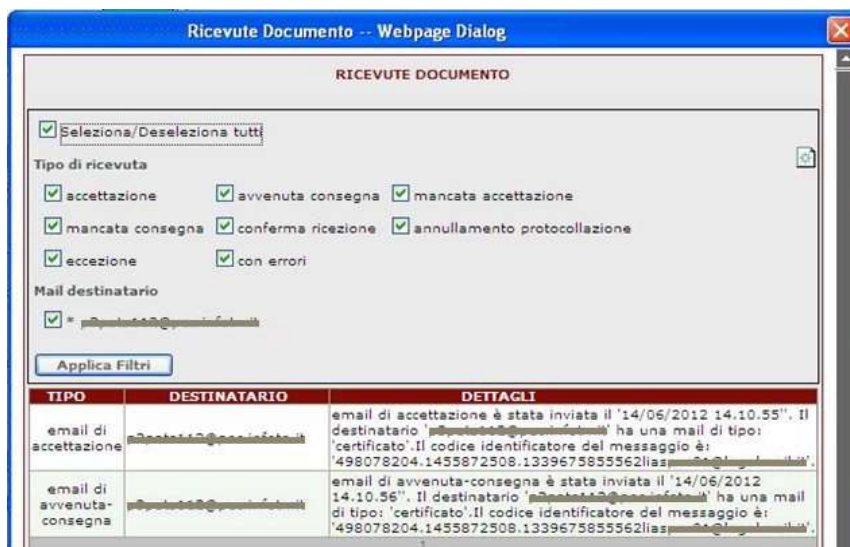 Ricevute Documento -- Webpage Dialog
RICEVUTE DOCUMENTO
Seleziona/Deseleziona tutti
Tipo di ricevuta
accettazione avvenuta consegna mancata accettazione
mancata consegna conferma ricezione annullamento protocollazione
eccezione con errori
Mail destinatario
*
Applica Filtri
TIPO DESTINATARIO DETTAGLI
email di accettazione è stata inviata il '14/06/2012 14.10.55''. Il
email di destinatario ' ' ha una mail di tipo:
accettazione 'certificato'.Il codice identificatore del messaggio è:
'498078204.1455872508.1339675855562lias
email di email di avvenuta-consegna è stata inviata il '14/06/2012
avvenuta- 14.10.56''. Il destinatario ' ' ha una mail
consegna di tipo: 'certificato'.Il codice identificatore del messaggio è:
'498078204.1455872508.1339675855562lias